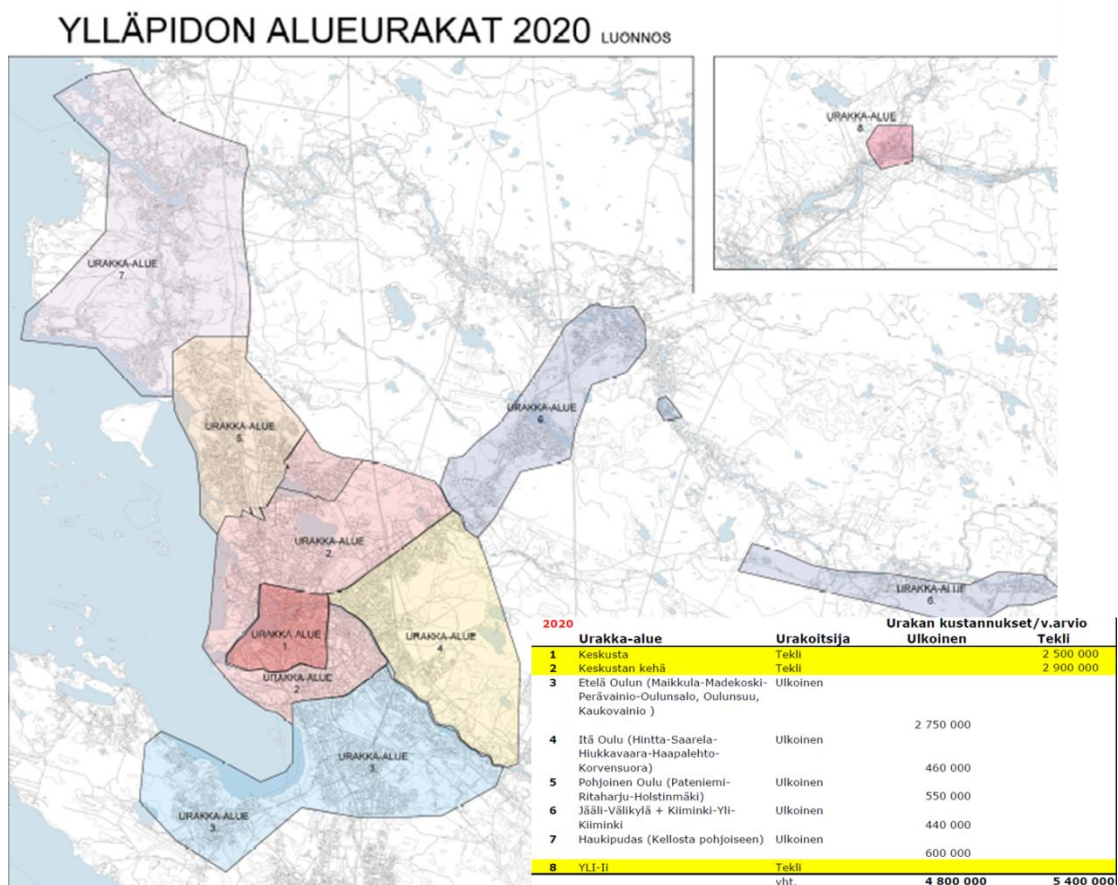 YLLÄPIDON ALUEURAKAT 2020 LUONNOS
URAKKA-ALUE
8.
URAKKA-ALUE
7.
URAKKA-ALUE
6.
URAKKA-ALUE
5.
URAKKA-ALUE
2.
URAKKA-ALUE
6.
URAKKA-ALUE
1.
URAKKA-ALUE
4.
URAKKA-ALUE
2.
URAKKA-ALUE
3.
URAKKA-ALUE
3.
2020 Urakan kustannukset/v.arvio
Urakka-alue Urakoitsija Ulkoinen Tekli
1 Keskusta Tekli 2 500 000
2 Keskustan kehä Tekli 2 900 000
3 Etelä Oulun (Maikkula-Madekoski- Ulkoinen
Perävainio-Oulunsalo, Oulunsuu,
Kaukovainio )
2 750 000
4 Itä Oulu (Hintta-Saarela- Ulkoinen
Hiukkavaara-Haapalehto-
Korvensuora) 460 000
5 Pohjoinen Oulu (Pateniemi- Ulkoinen
Ritaharju-Holstinmäki) 550 000
6 Jääli-Välikylä + Kiiminki-Yli- Ulkoinen
Kiiminki 440 000
7 Haukipudas (Kellosta pohjoiseen) Ulkoinen
600 000
8 YLI-Ii Tekli
yht. 4 800 000 5 400 000